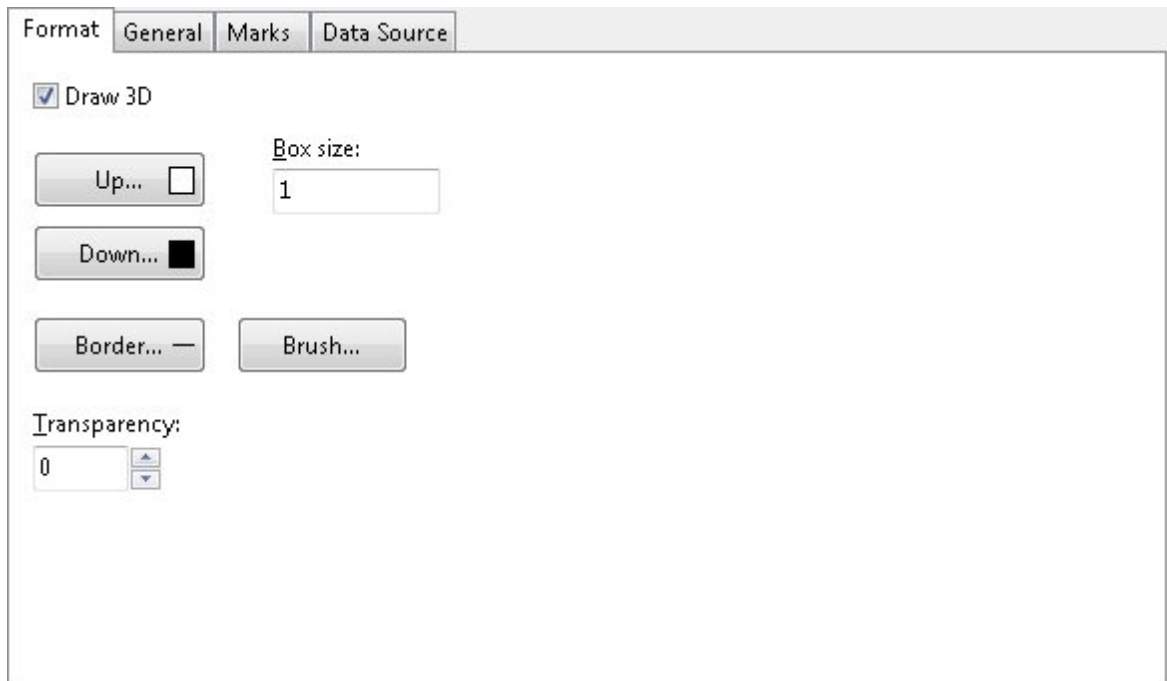 Format General Marks Data Source
Draw 3D
Box size:
Up... 1
Down...
Border... Brush...
Transparency:
0